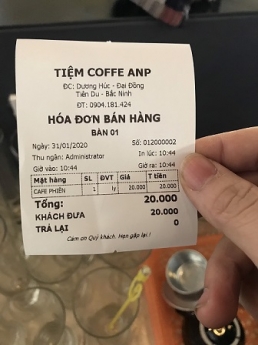 TIỆM COFFE ANP
ĐC: Dương Húc - Đại Đồng
Tiên Du - Bắc Ninh
ĐT: 0904.181.424
HÓA ĐƠN BÁN HÀNG
BÀN 01
Ngày: 31/01/2020 Số: 012000002
Thu ngân: Administrator In lúc: 10:44
Giờ vào: 10:44 Giờ ra: 10:44
Mặt hàng SL ĐVT Giá T tiền
CAFE PHIN 1 ly 20.000 20.000
Tổng: 20.000
KHÁCH ĐƯA 20.000
TRẢ LẠI 0
Cảm ơn Quý khách. Hẹn gặp lại!